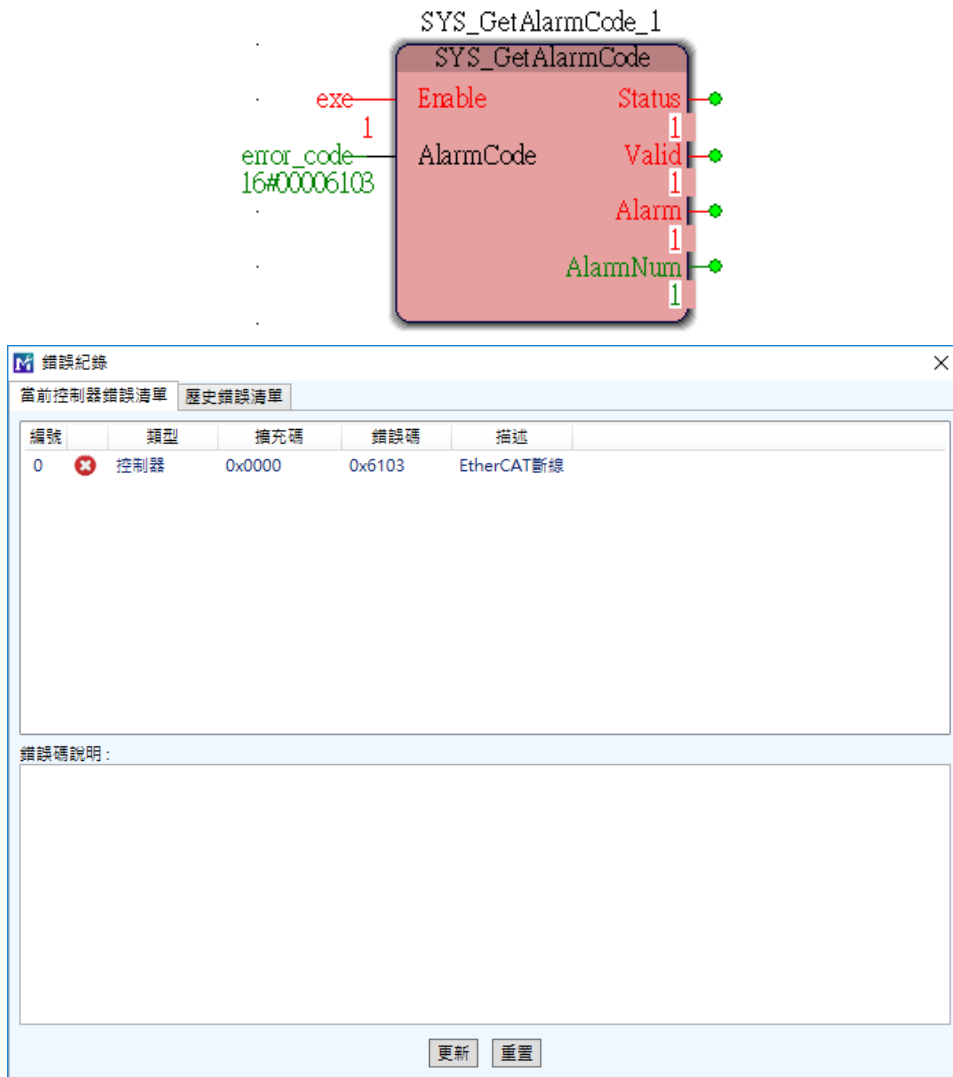 SYS_GetAlarmCode_1
SYS_GetAlarmCode
exe Enable Status
1 1
error_code AlarmCode Valid
16#00006103 1
Alarm
1
AlarmNum
1
錯誤紀錄
當前控制器錯誤清單 歷史錯誤清單
編號 類型 擴充碼 錯誤碼 描述
0 控制器 0x0000 0x6103 EtherCAT斷線
錯誤碼說明 :
更新 重置